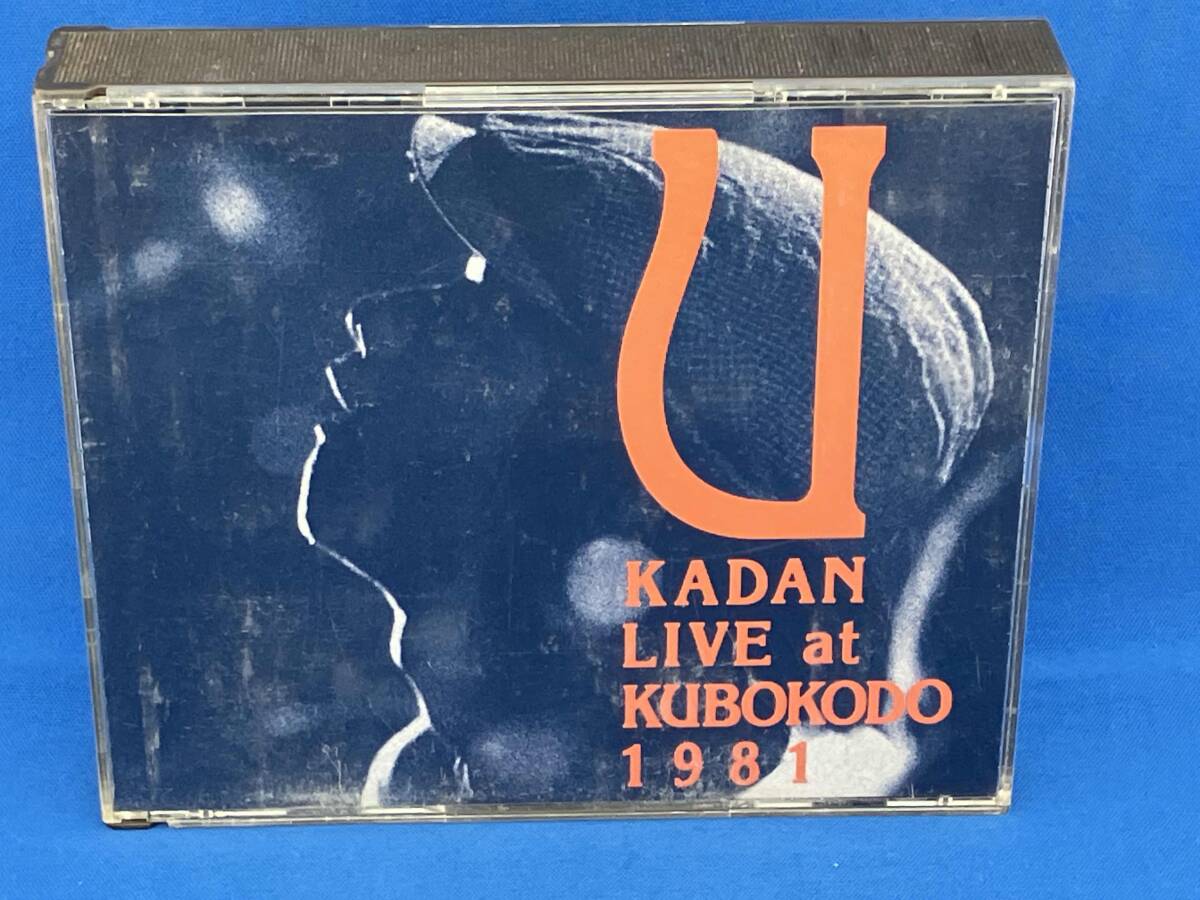 U
KADAN
LIVE at
KUBOKODO
1981